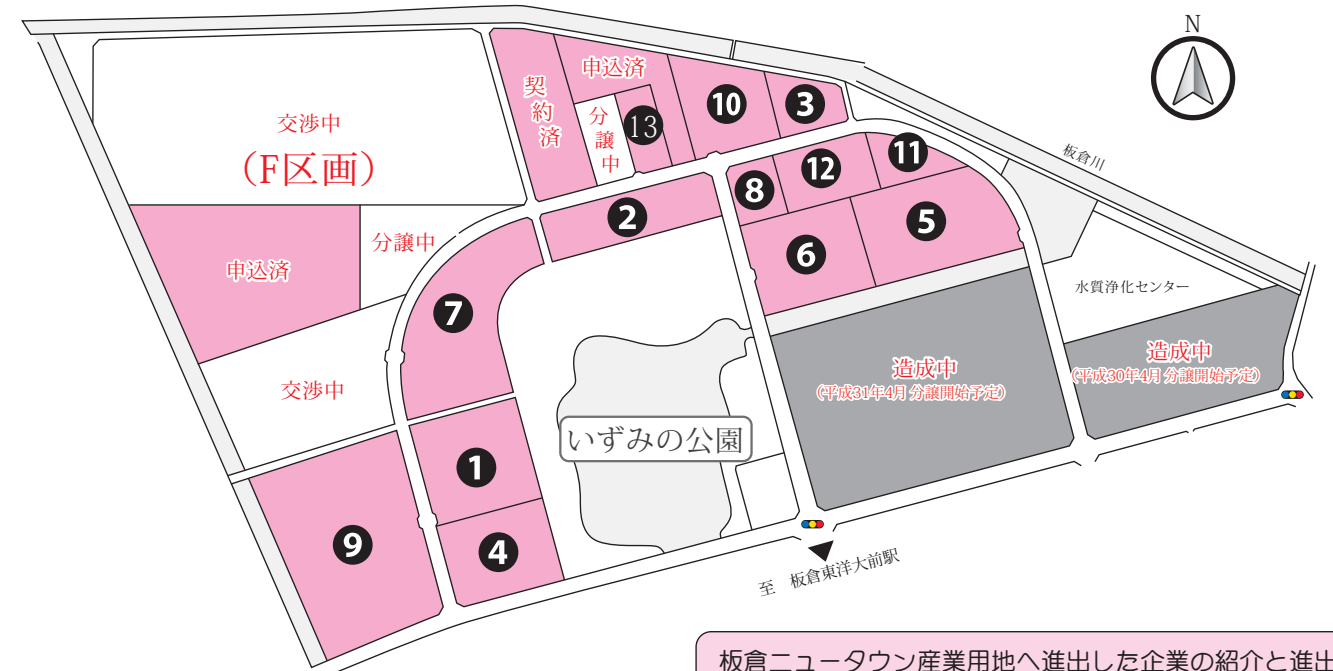 N
交渉中
(F区画)
契約済
申込済
分譲中
13
10
3
板倉川
8
12
11
2
6
5
申込済
分譲中
7
水質浄化センター
造成中
(平成31年4月 分譲開始予定)
造成中
(平成30年4月 分譲開始予定)
交渉中
いずみの公園
1
9
4
至 板倉東洋大前駅
板倉ニュータウン産業用地へ進出した企業の紹介と進出